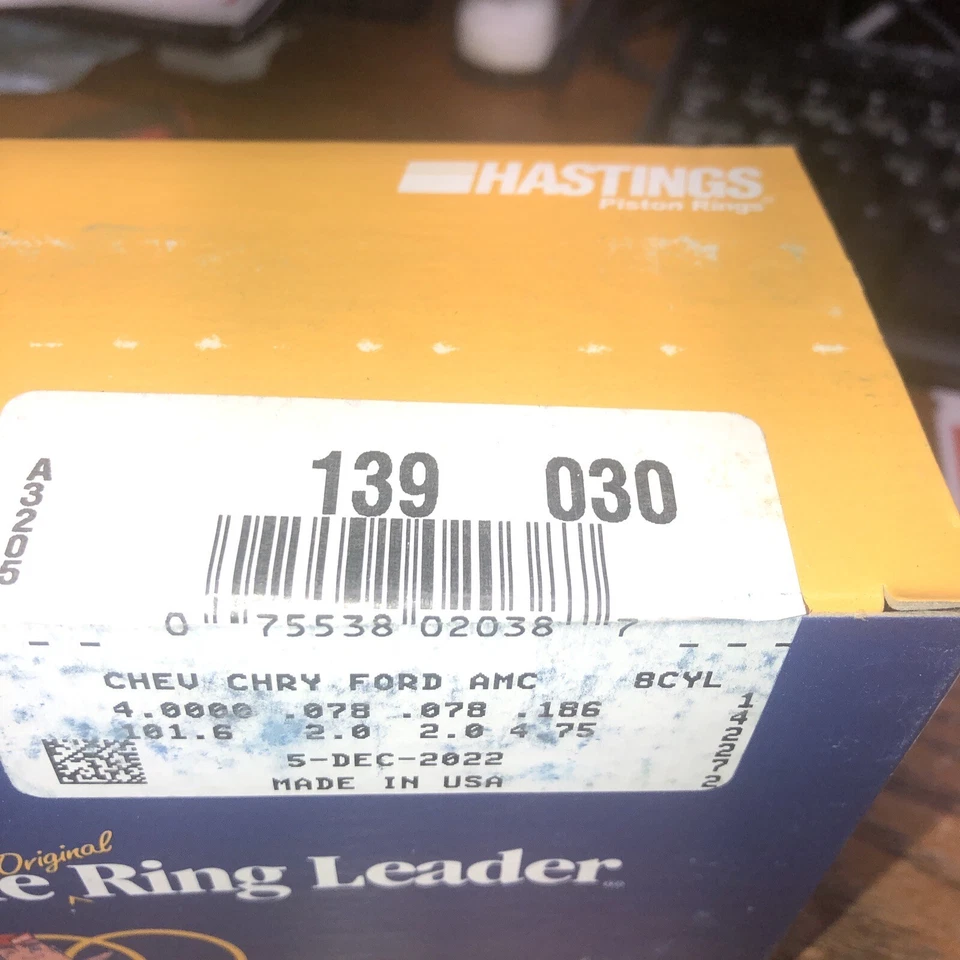 HASTINGS
Piston Rings
A3205
139 030
0 75538 02038 7
CHEV CHRY FORD AMC 8CYL
4.0000 .078 .078 .186
101.6 2.0 2.0 4.75
5-DEC-2022
MADE IN USA
142272
Original
Ring Leader